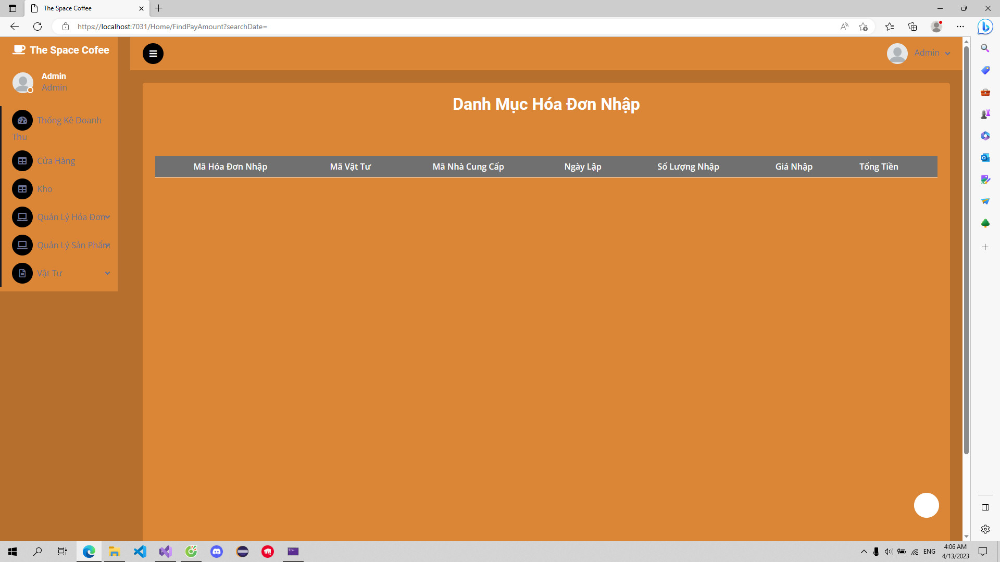 The Space Coffee
https://localhost:7031/Home/FindPayAmount?searchDate=
The Space Cofee
Admin
Admin
Admin
Thống Kê Doanh
Thu
Cửa Hàng
Kho
Quản Lý Hóa Đơn
Quản Lý Sản Phẩm
Vật Tư
Danh Mục Hóa Đơn Nhập
Mã Hóa Đơn Nhập Mã Vật Tư Mã Nhà Cung Cấp Ngày Lập Số Lượng Nhập Giá Nhập Tổng Tiền
ENG
4:06 AM
4/13/2023